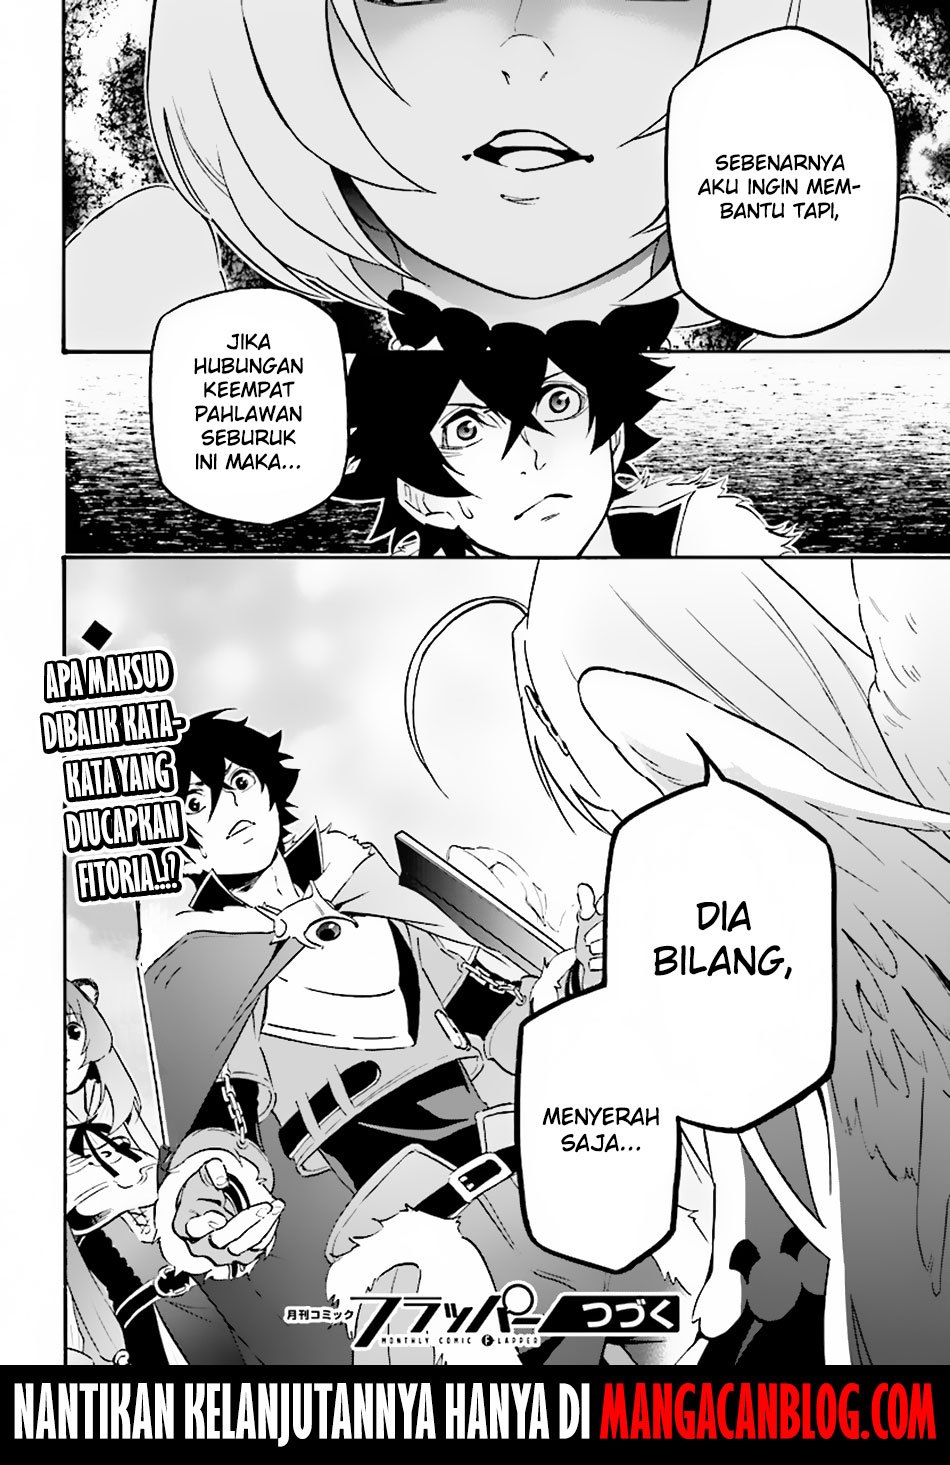 SEBENARNYA
AKU INGIN MEM-
BANTU TAPI,
JIKA
HUBUNGAN
KEEMPAT
PAHLAWAN
SEBURUK
INI MAKA...
APA MAKSUD
DIBALIK KATA-
KATA YANG
DIUCAPKAN
FITORIA..?
DIA
BILANG,
MENYERAH
SAJA...
月刊コミック フラッパー つづく
MONTHLY COMIC FLAPPER
NANTIKAN KELANJUTANNYA HANYA DI MANGACANBLOG.COM